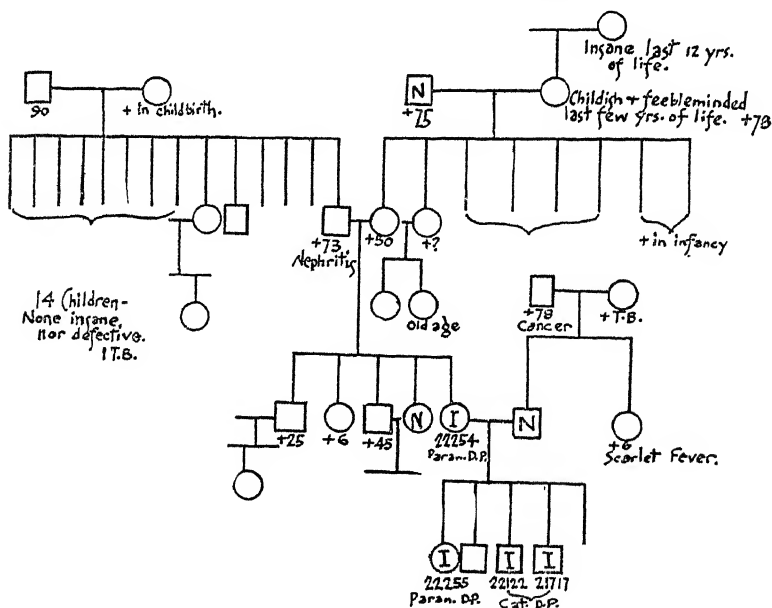 Insane last 12 yrs.
of life.
90
+ in childbirth.
N
+75
Childish + feebleminded
last few yrs. of life. +78
+73
Nephritis
+50
+?
+ in infancy
14 Children-
None insane,
nor defective.
1 T.B.
Old age
+78
Cancer
+T.B.
+25
+6
+45
N
I
22254
Param. D.P.
N
+6
Scarlet Fever.
I
22255
Param. D.P.
I
22122
I
21717
Cat. D.P.